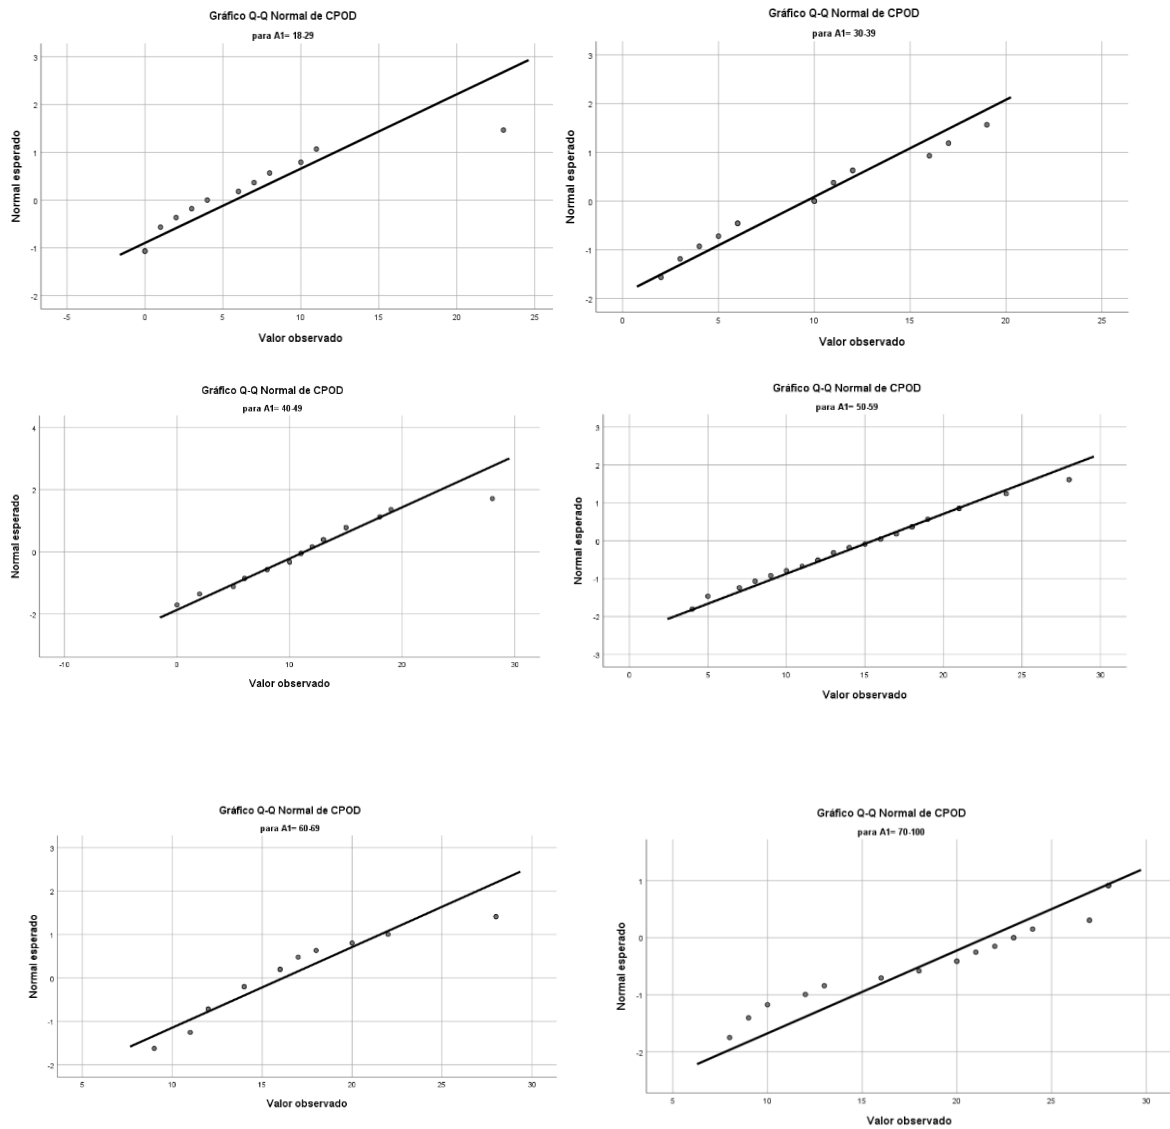 Gráfico Q-Q Normal de CPOD
para A1= 18-29
Normal esperado
3
2
1
0
-1
-2
-5
0
5
10
15
20
25
Valor observado
Gráfico Q-Q Normal de CPOD
para A1= 30-39
Normal esperado
3
2
1
0
-1
-2
0
5
10
15
20
25
Valor observado
Gráfico Q-Q Normal de CPOD
para A1= 40-49
Normal esperado
4
2
0
-2
-10
0
10
20
30
Valor observado
Gráfico Q-Q Normal de CPOD
para A1= 50-59
Normal esperado
3
2
1
0
-1
-2
-3
0
5
10
15
20
25
30
Valor observado
Gráfico Q-Q Normal de CPOD
para A1= 60-69
Normal esperado
3
2
1
0
-1
-2
5
10
15
20
25
30
Valor observado
Gráfico Q-Q Normal de CPOD
para A1= 70-100
Normal esperado
1
0
-1
-2
5
10
15
20
25
30
Valor observado